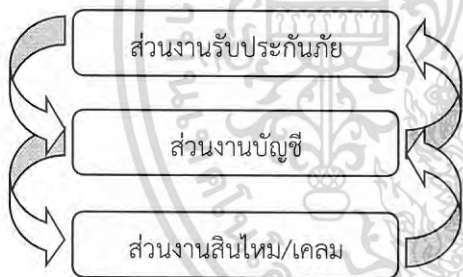 ส่วนงานรับประกันภัย
ส่วนงานบัญชี
ส่วนงานสินไหม/เคลม